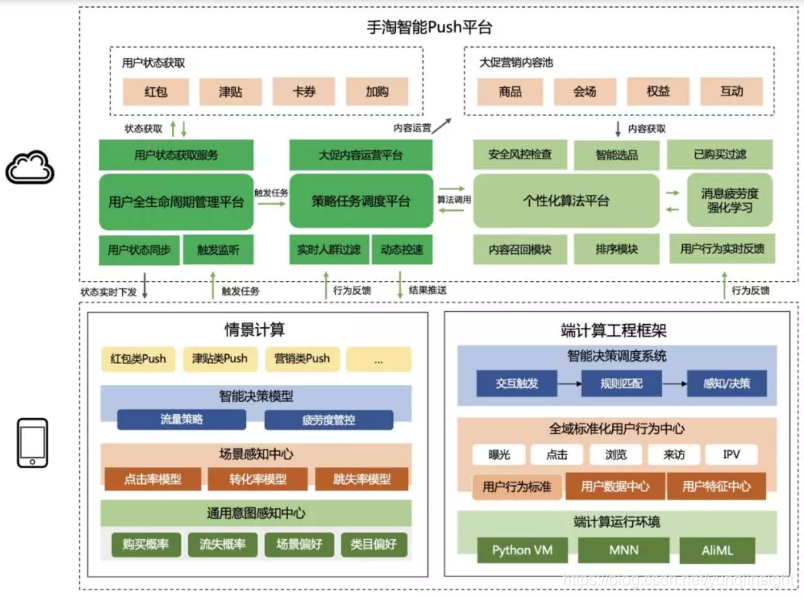 手淘智能Push平台
用户状态获取
红包
津贴
卡券
加购
大促营销内容池
商品
会场
权益
互动
状态获取
内容运营
内容获取
用户状态获取服务
大促内容运营平台
安全风控检查
智能选品
已购买过滤
用户全生命周期管理平台
触发任务
策略任务调度平台
算法调用
个性化算法平台
消息疲劳度
强化学习
用户状态同步
触发监听
实时人群过滤
动态控速
内容召回模块
排序模块
用户行为实时反馈
状态实时下发
触发任务
行为反馈
结果推送
行为反馈
情景计算
红包类Push
津贴类Push
营销类Push
...
智能决策模型
流量策略
疲劳度管控
场景感知中心
点击率模型
转化率模型
跳失率模型
通用意图感知中心
购买概率
流失概率
场景偏好
类目偏好
端计算工程框架
智能决策调度系统
交互触发
规则匹配
感知/决策
全域标准化用户行为中心
曝光
点击
浏览
来访
IPV
用户行为标准
用户数据中心
用户特征中心
端计算运行环境
Python VM
MNN
AliML
https://blog.csdn.net/yunqiinsight